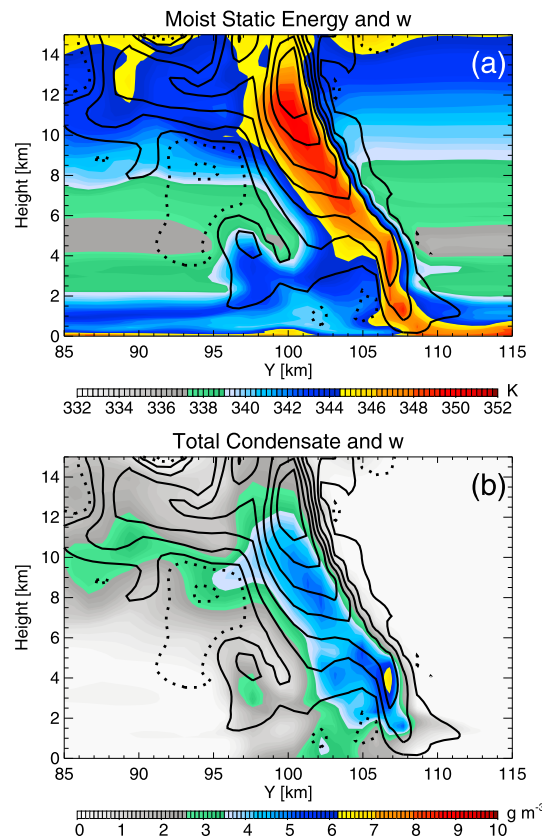 Moist Static Energy and w
(a)
Height [km]
14
12
10
8
6
4
2
0
85 90 95 100 105 110 115
Y [km]
332 334 336 338 340 342 344 346 348 350 352 K
Total Condensate and w
(b)
Height [km]
14
12
10
8
6
4
2
0
85 90 95 100 105 110 115
Y [km]
0 1 2 3 4 5 6 7 8 9 10 g m-3